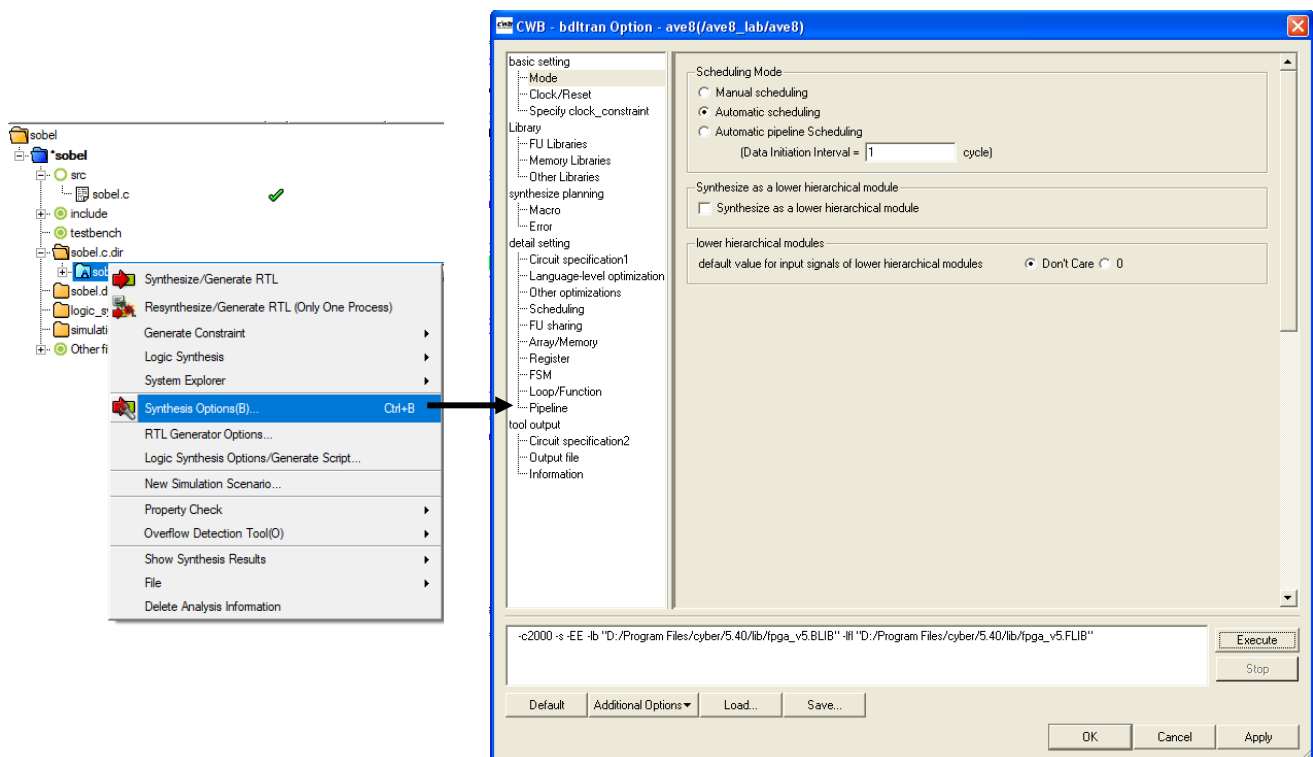 sobel
*sobel
src
sobel.c
include
testbench
sobel.c.dir
sob
sobel.d
logic_sy
simulati
Other fi
Synthesize/Generate RTL
Resynthesize/Generate RTL (Only One Process)
Generate Constraint
Logic Synthesis
System Explorer
Synthesis Options(B)... Ctrl+B
RTL Generator Options...
Logic Synthesis Options/Generate Script...
New Simulation Scenario...
Property Check
Overflow Detection Tool(O)
Show Synthesis Results
File
Delete Analysis Information
CWB - bdltran Option - ave8(/ave8_lab/ave8)
basic setting
Mode
Clock/Reset
Specify clock_constraint
Library
FU Libraries
Memory Libraries
Other Libraries
synthesize planning
Macro
Error
detail setting
Circuit specification1
Language-level optimization
Other optimizations
Scheduling
FU sharing
Array/Memory
Register
FSM
Loop/Function
Pipeline
tool output
Circuit specification2
Output file
Information
Scheduling Mode
Manual scheduling
Automatic scheduling
Automatic pipeline Scheduling
(Data Initiation Interval = 1 cycle)
Synthesize as a lower hierarchical module
Synthesize as a lower hierarchical module
lower hierarchical modules
default value for input signals of lower hierarchical modules Don't Care 0
-c2000 -s -EE -lb "D:/Program Files/cyber/5.40/lib/fpga_v5.BLIB" -lfl "D:/Program Files/cyber/5.40/lib/fpga_v5.FLIB"
Execute
Stop
Default Additional Options Load... Save...
OK Cancel Apply